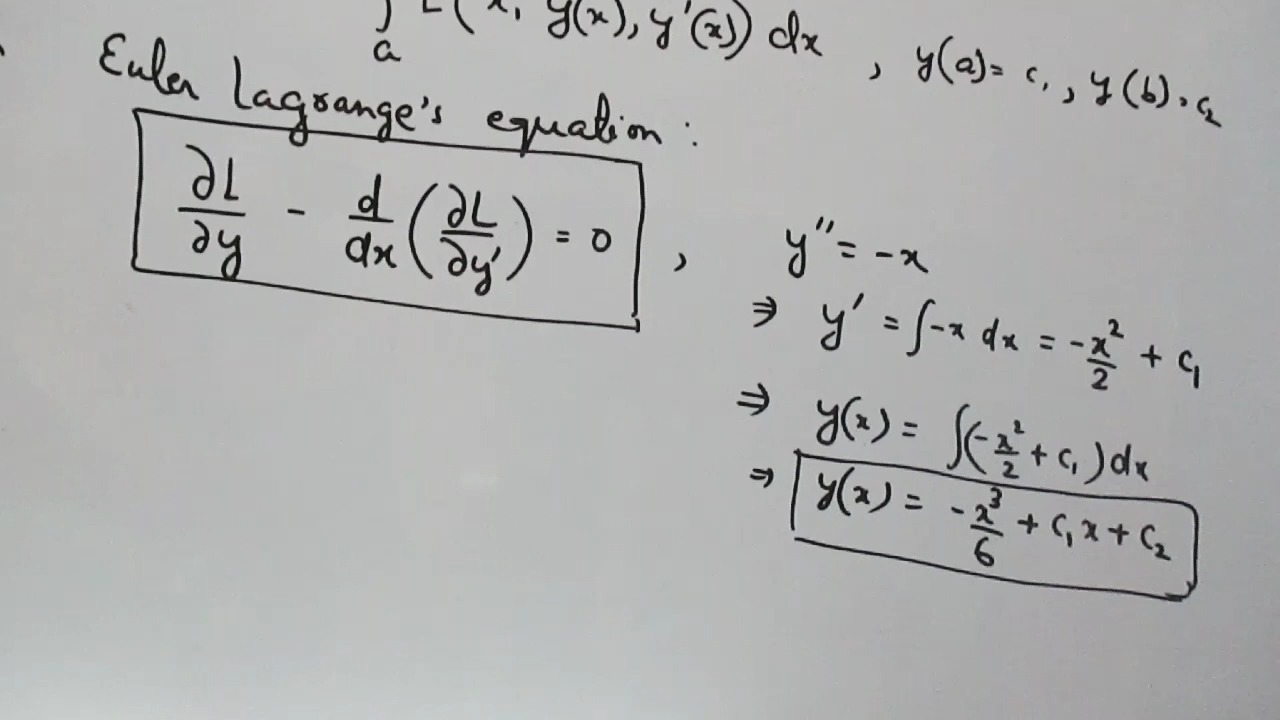 ∫ₐ L(x, y(x), y'(x)) dx , y(a)= c₁ , y(b) = c₂
Euler Lagrange's equation :
∂L/∂y - d/dx (∂L/∂y') = 0 ,
y'' = -x
⇒ y' = ∫-x dx = -x²/2 + c₁
⇒ y(x) = ∫(-x²/2 + c₁) dx
⇒ y(x) = -x³/6 + c₁x + c₂